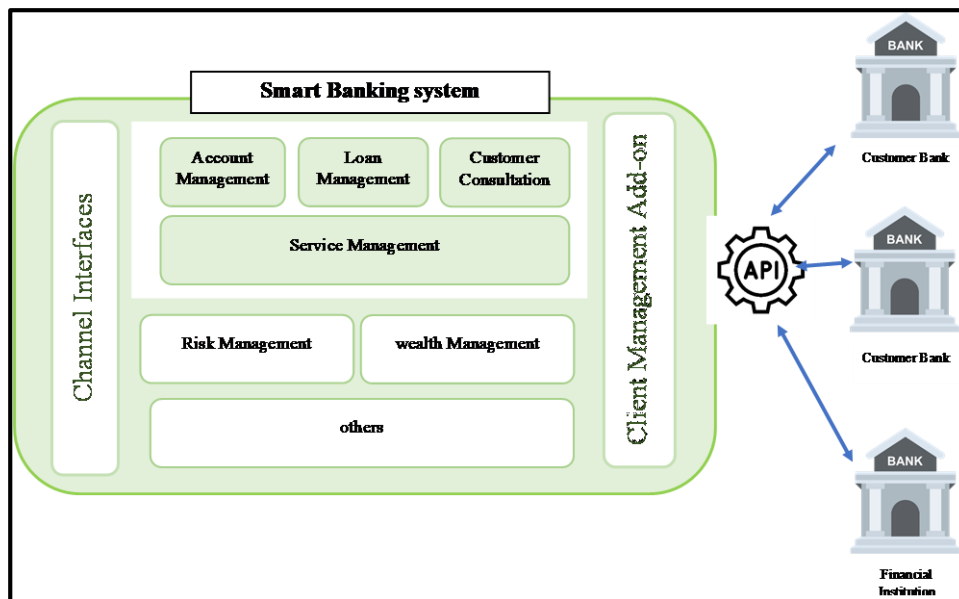 Smart Banking system
Channel Interfaces
Account
Management
Loan
Management
Customer
Consultation
Service Management
Risk Management
wealth Management
others
Client Management Add-on
API
BANK
Customer Bank
BANK
Customer Bank
BANK
Financial
Institution